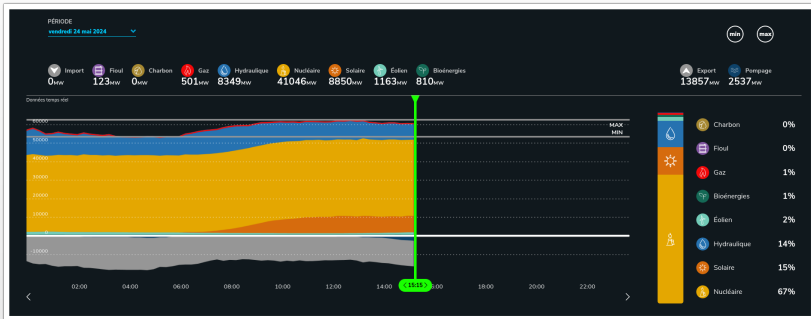 PÉRIODE
vendredi 24 mai 2024
min max
Import Fioul Charbon Gaz Hydraulique Nucléaire Solaire Éolien Bioénergies Export Pompage
0MW 123MW 0MW 501MW 8349MW 41046MW 8850MW 1163MW 810MW 13857MW 2537MW
Données temps réel
60000
MAX
MIN
50000
40000
30000
20000
10000
0
-10000
02:00 04:00 06:00 08:00 10:00 12:00 14:00 15:15 18:00 20:00 22:00
Charbon 0%
Fioul 0%
Gaz 1%
Bioénergies 1%
Éolien 2%
Hydraulique 14%
Solaire 15%
Nucléaire 67%